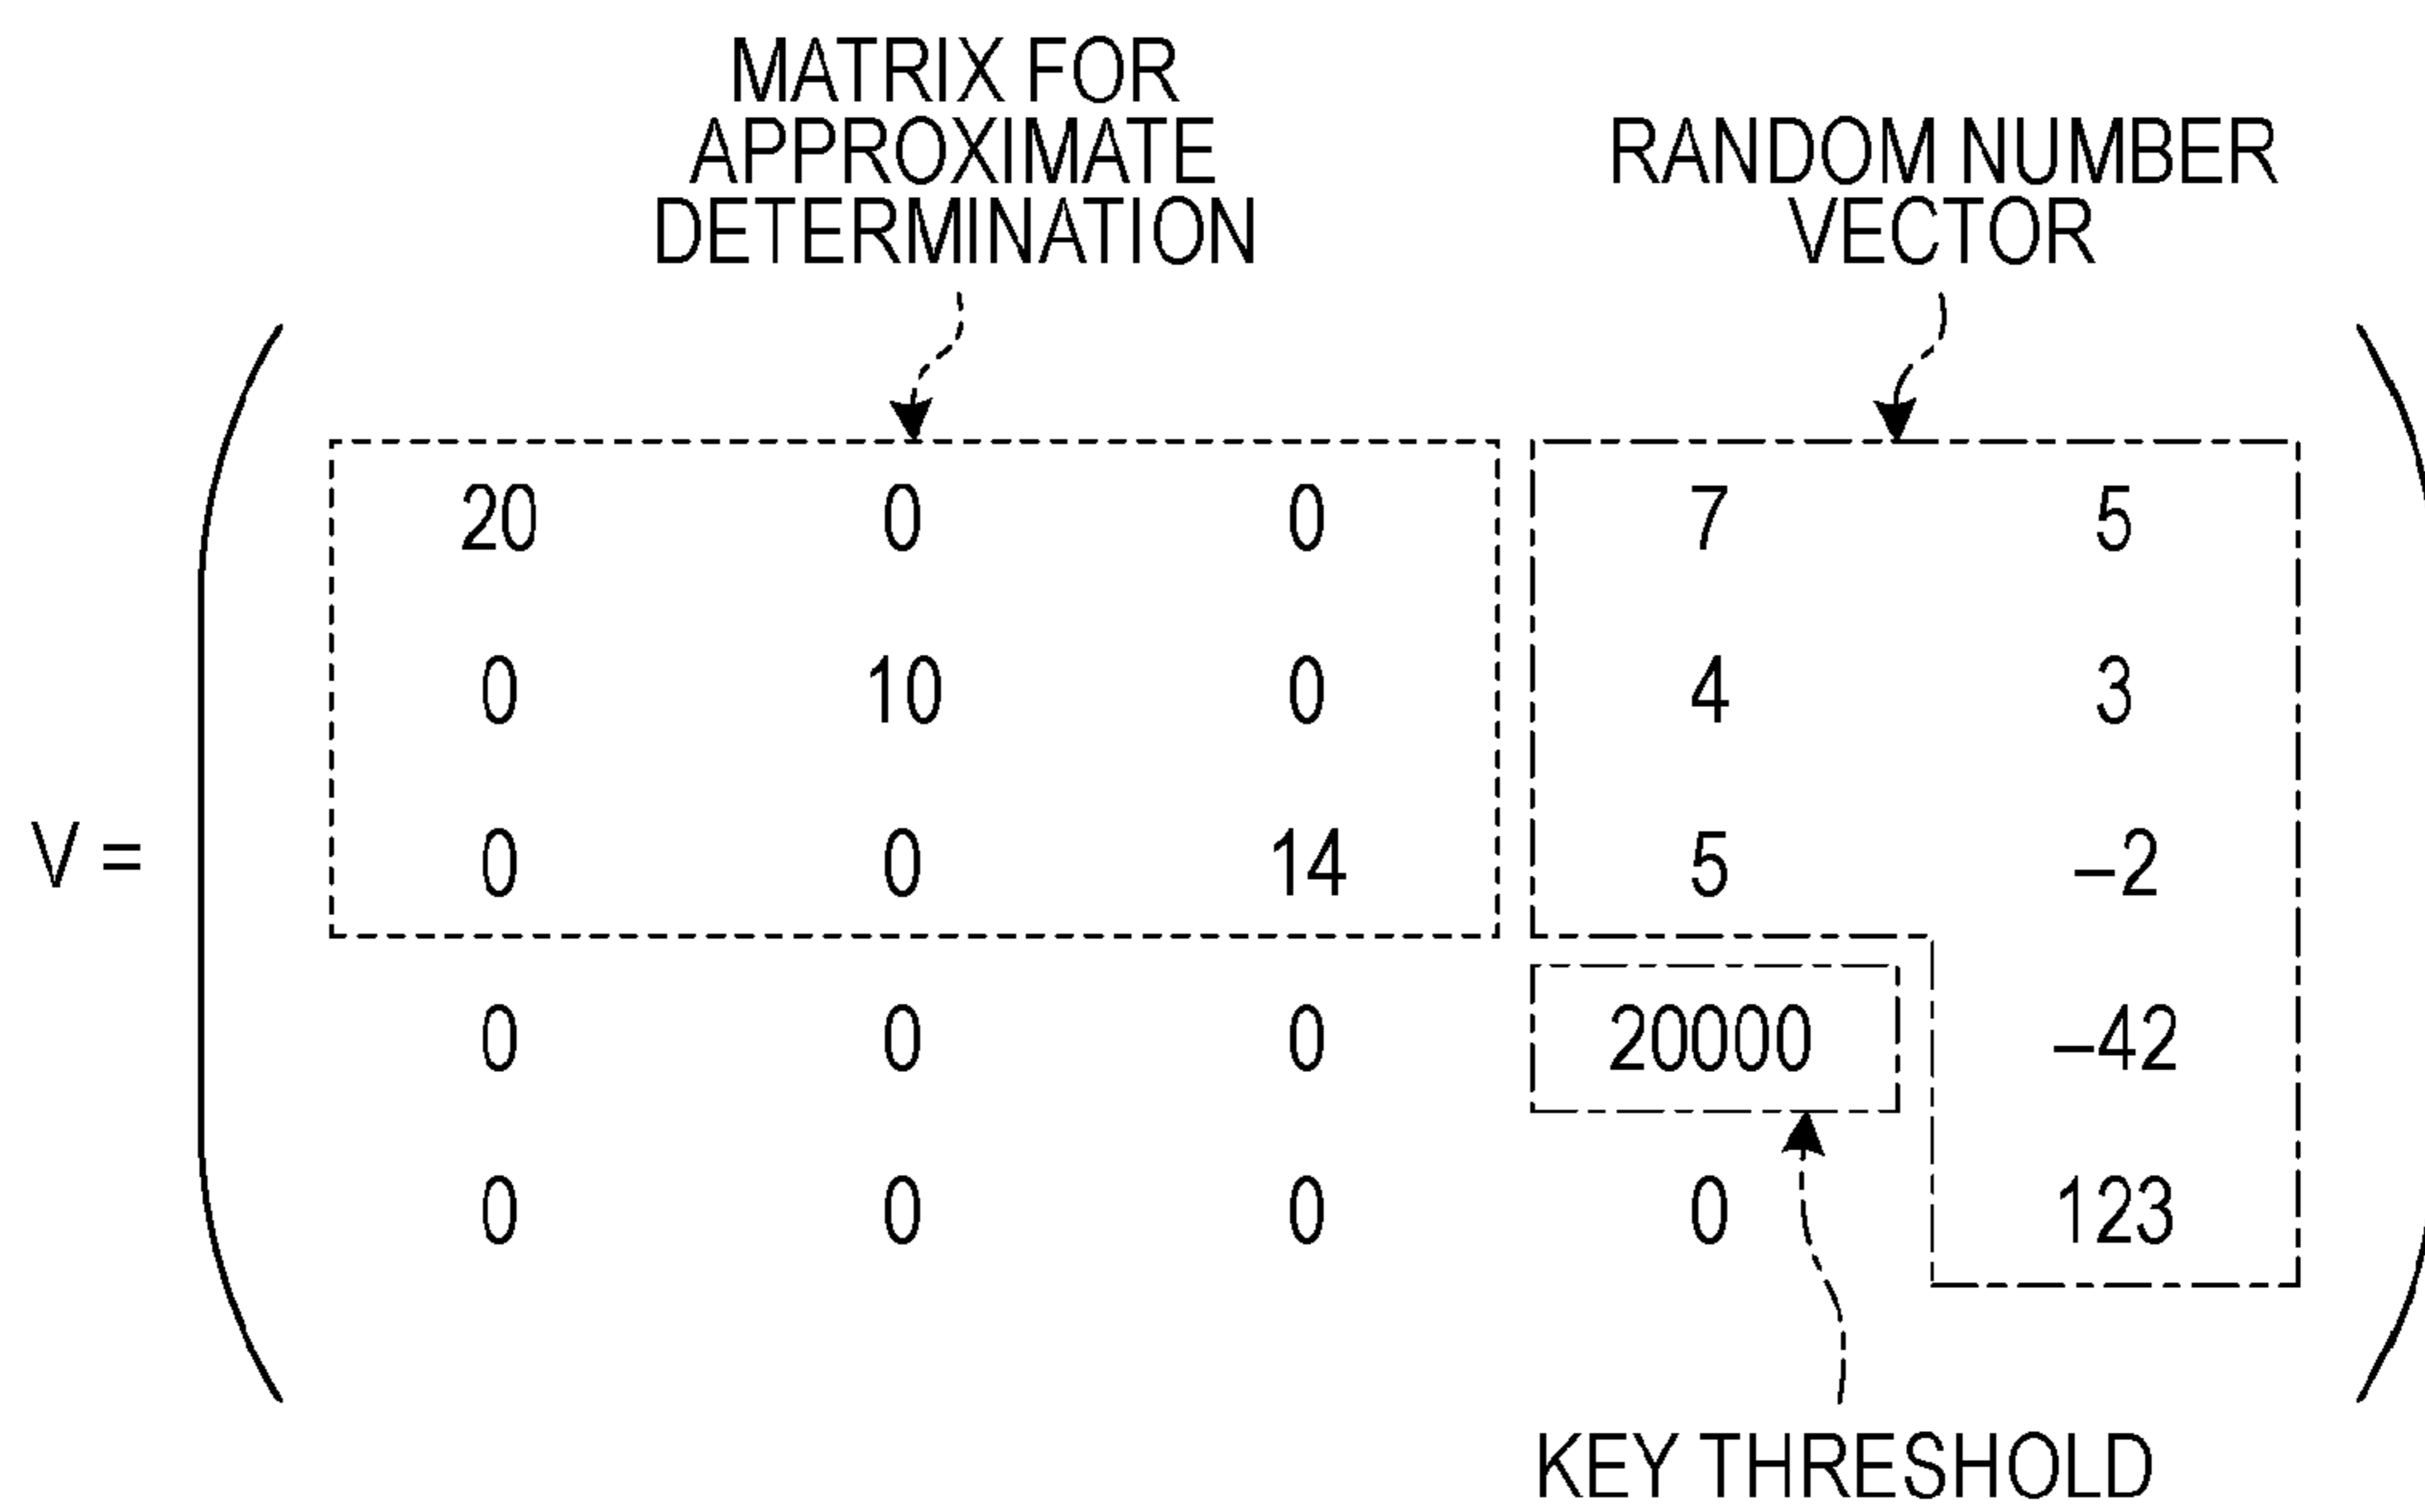 MATRIX FOR
APPROXIMATE
DETERMINATION
RANDOM NUMBER
VECTOR
20 0 0 7 5
0 10 0 4 3
V = 0 0 14 5 –2
0 0 0 20000 –42
0 0 0 0 123
KEY THRESHOLD